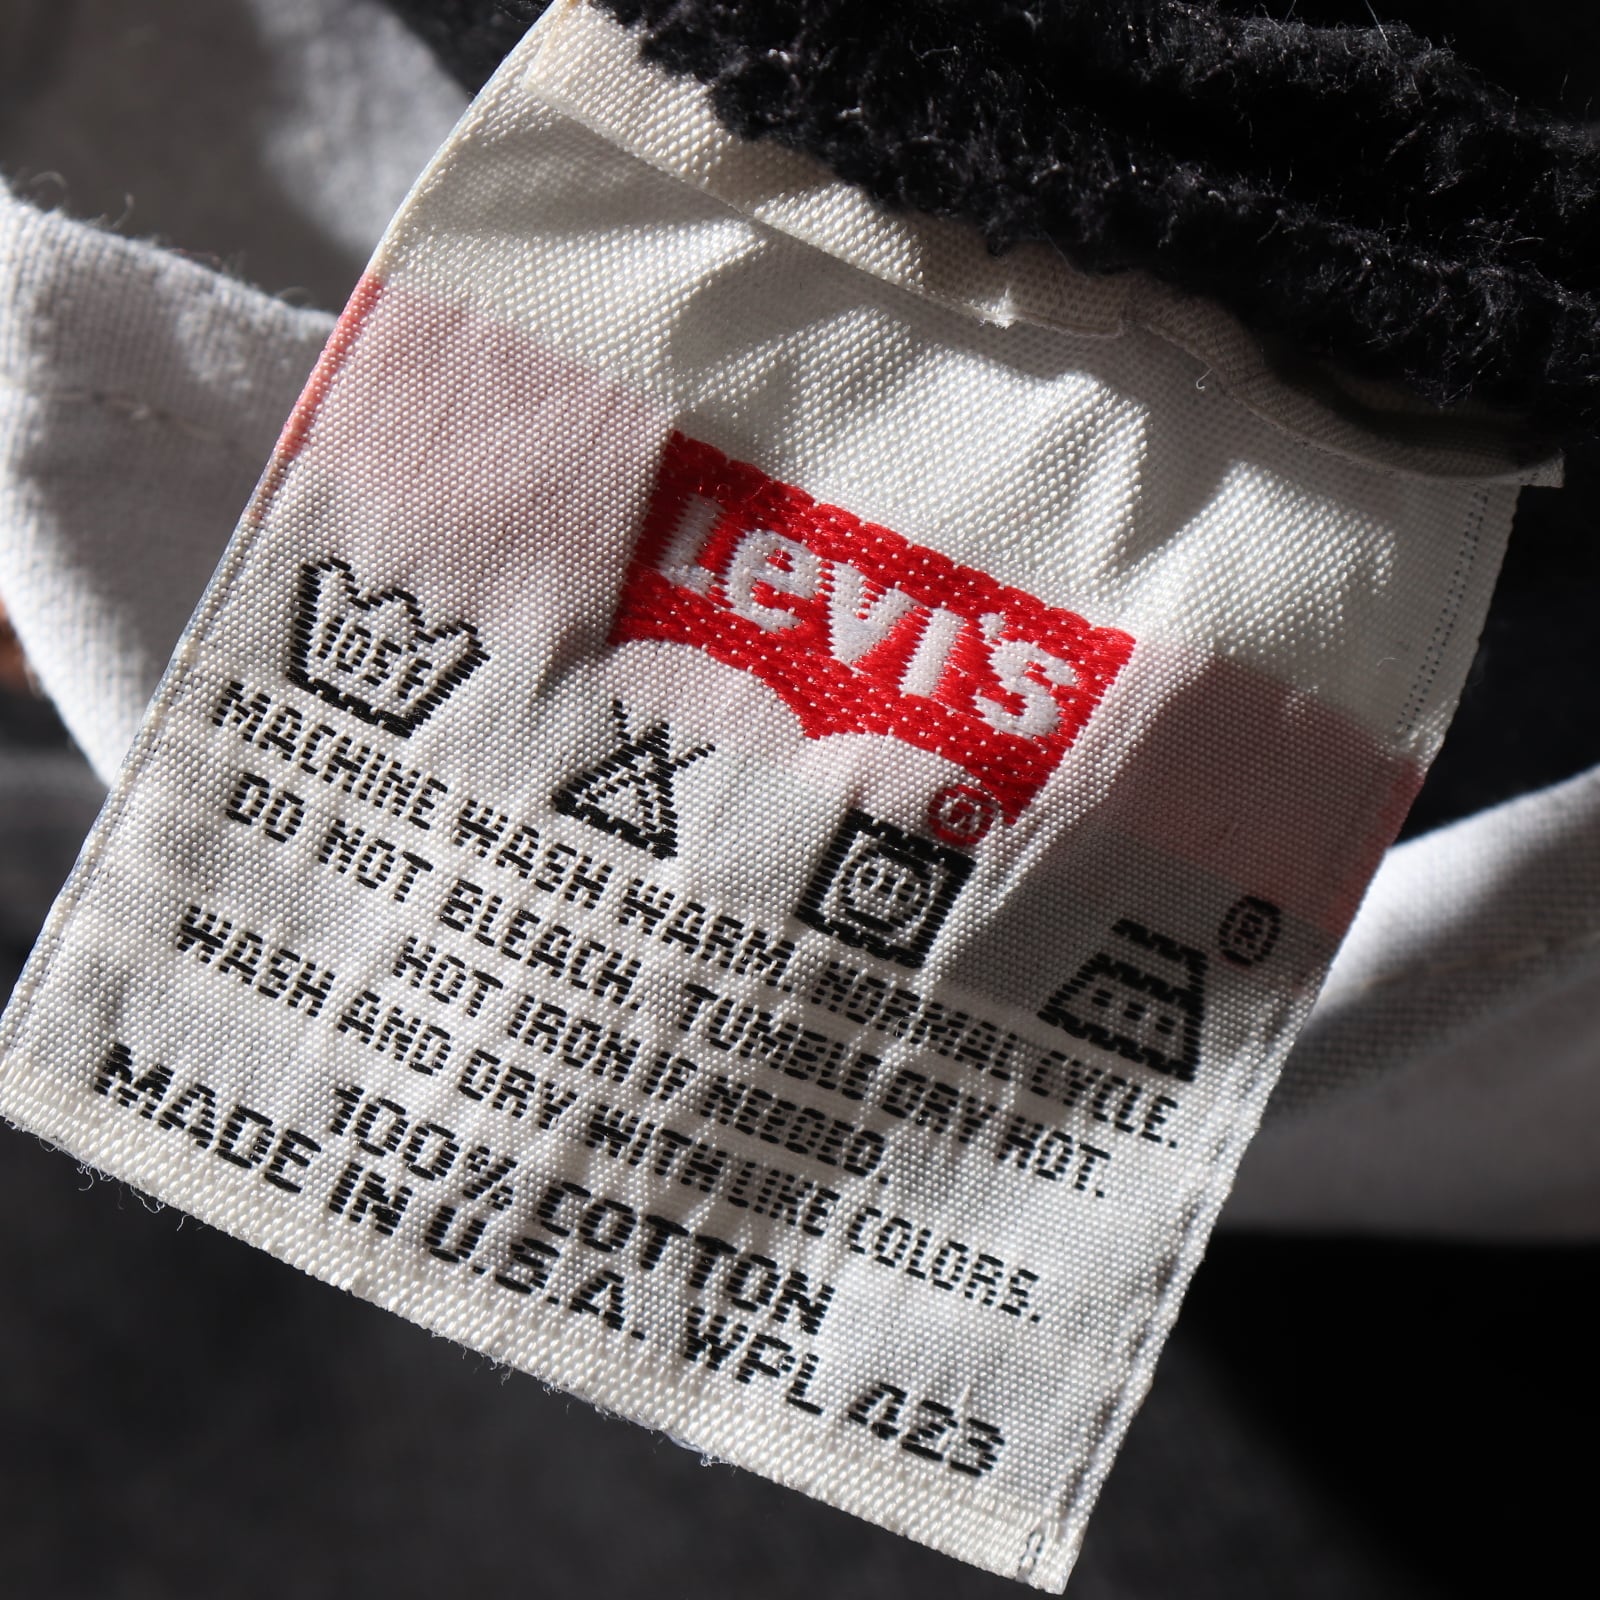 Levi's
®
105F
®
MACHINE WASH WARM. NORMAL CYCLE.
DO NOT BLEACH. TUMBLE DRY HOT.
HOT IRON IF NEEDED.
WASH AND DRY WITH LIKE COLORS.
100% COTTON
MADE IN U.S.A. WPL 423